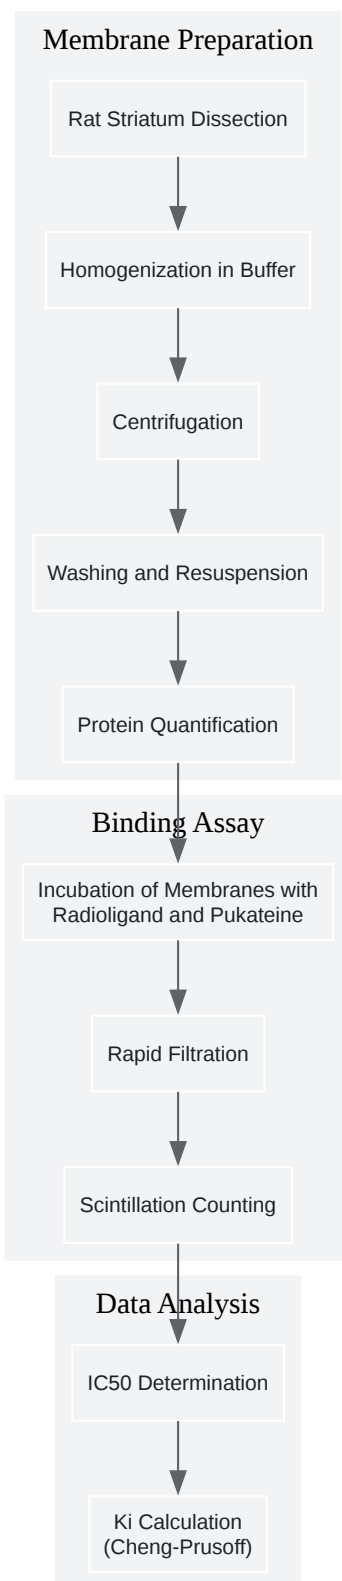 Membrane Preparation
Rat Striatum Dissection
Homogenization in Buffer
Centrifugation
Washing and Resuspension
Protein Quantification
Binding Assay
Incubation of Membranes with
Radioligand and Pukateine
Rapid Filtration
Scintillation Counting
Data Analysis
IC50 Determination
Ki Calculation
(Cheng-Prusoff)